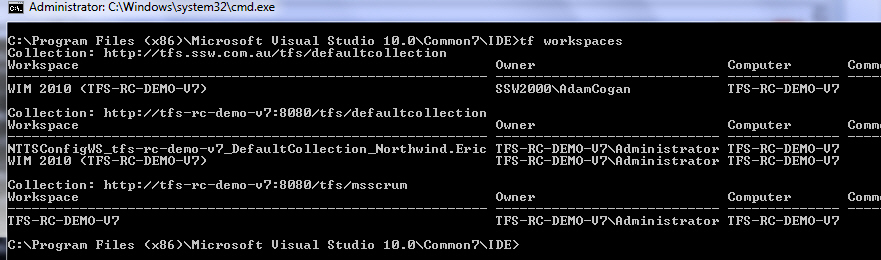 Administrator: C:\Windows\system32\cmd.exe
C:\Program Files (x86)\Microsoft Visual Studio 10.0\Common7\IDE>tf workspaces
Collection: http://tfs.ssw.com.au/tfs/defaultcollection
Workspace Owner Computer Comme
WIM 2010 (TFS-RC-DEMO-V7) SSW2000\AdamCogan TFS-RC-DEMO-V7
Collection: http://tfs-rc-demo-v7:8080/tfs/defaultcollection
Workspace Owner Computer Comme
NTTSConfigWS_tfs-rc-demo-v7_DefaultCollection_Northwind.Eric TFS-RC-DEMO-V7\Administrator TFS-RC-DEMO-V7
WIM 2010 (TFS-RC-DEMO-V7) TFS-RC-DEMO-V7\Administrator TFS-RC-DEMO-V7
Collection: http://tfs-rc-demo-v7:8080/tfs/msscrum
Workspace Owner Computer Comme
TFS-RC-DEMO-V7 TFS-RC-DEMO-V7\Administrator TFS-RC-DEMO-V7
C:\Program Files (x86)\Microsoft Visual Studio 10.0\Common7\IDE>